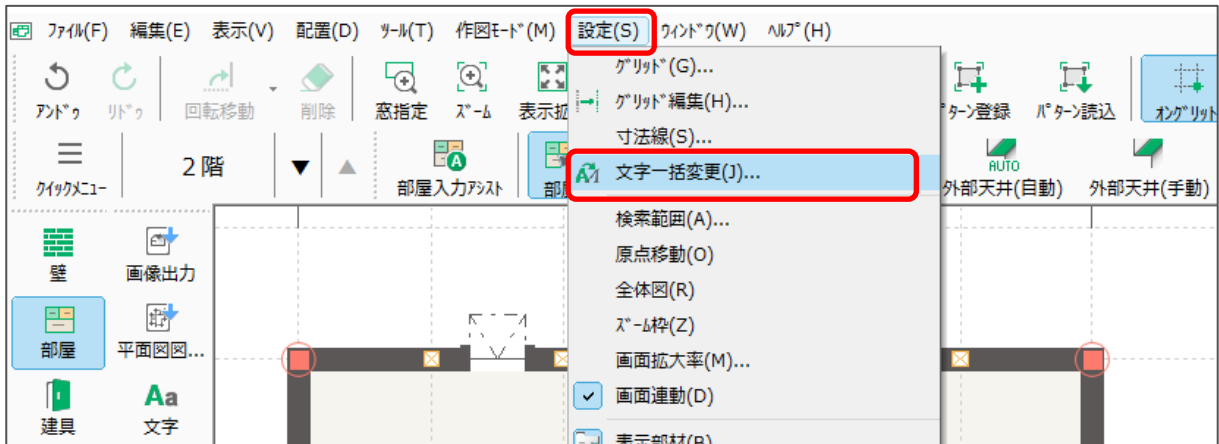 ﾌｧｲﾙ(F) 編集(E) 表示(V) 配置(D) ﾂｰﾙ(T) 作図ﾓｰﾄﾞ(M) 設定(S) ｳｨﾝﾄﾞｳ(W) ﾍﾙﾌﾟ(H)
ｱﾝﾄﾞｩ ﾘﾄﾞｩ 回転移動 削除 窓指定 ｽﾞｰﾑ 表示拡 ﾀｰﾝ登録 ﾊﾟﾀｰﾝ読込 ｵﾝｸﾞﾘｯﾄ
ｸｲｯｸﾒﾆｭｰ 2階 ▼ ▲ 部屋入力ｱｼｽﾄ 部 AUTO 外部天井(自動) 外部天井(手動)
ｸﾞﾘｯﾄﾞ(G)...
ｸﾞﾘｯﾄﾞ編集(H)...
寸法線(S)...
文字一括変更(J)...
検索範囲(A)...
原点移動(O)
全体図(R)
ｽﾞｰﾑ枠(Z)
画面拡大率(M)...
画面連動(D)
表示部材(B)
壁 画像出力
部屋 平面図図...
建具 Aa 文字